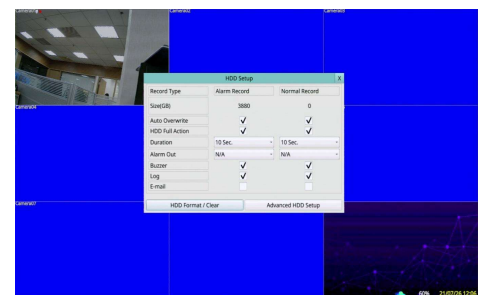 Camera01
Camera02
Camera03
HDD Setup X
Record Type Alarm Record Normal Record
Size(GB) 3880 0
Camera04
Auto Overwrite
HDD Full Action
Duration 10 Sec. 10 Sec.
Alarm Out N/A N/A
Buzzer
Log
E-mail
Camera07
HDD Format / Clear Advanced HDD Setup
60% 21/07/26 12:06